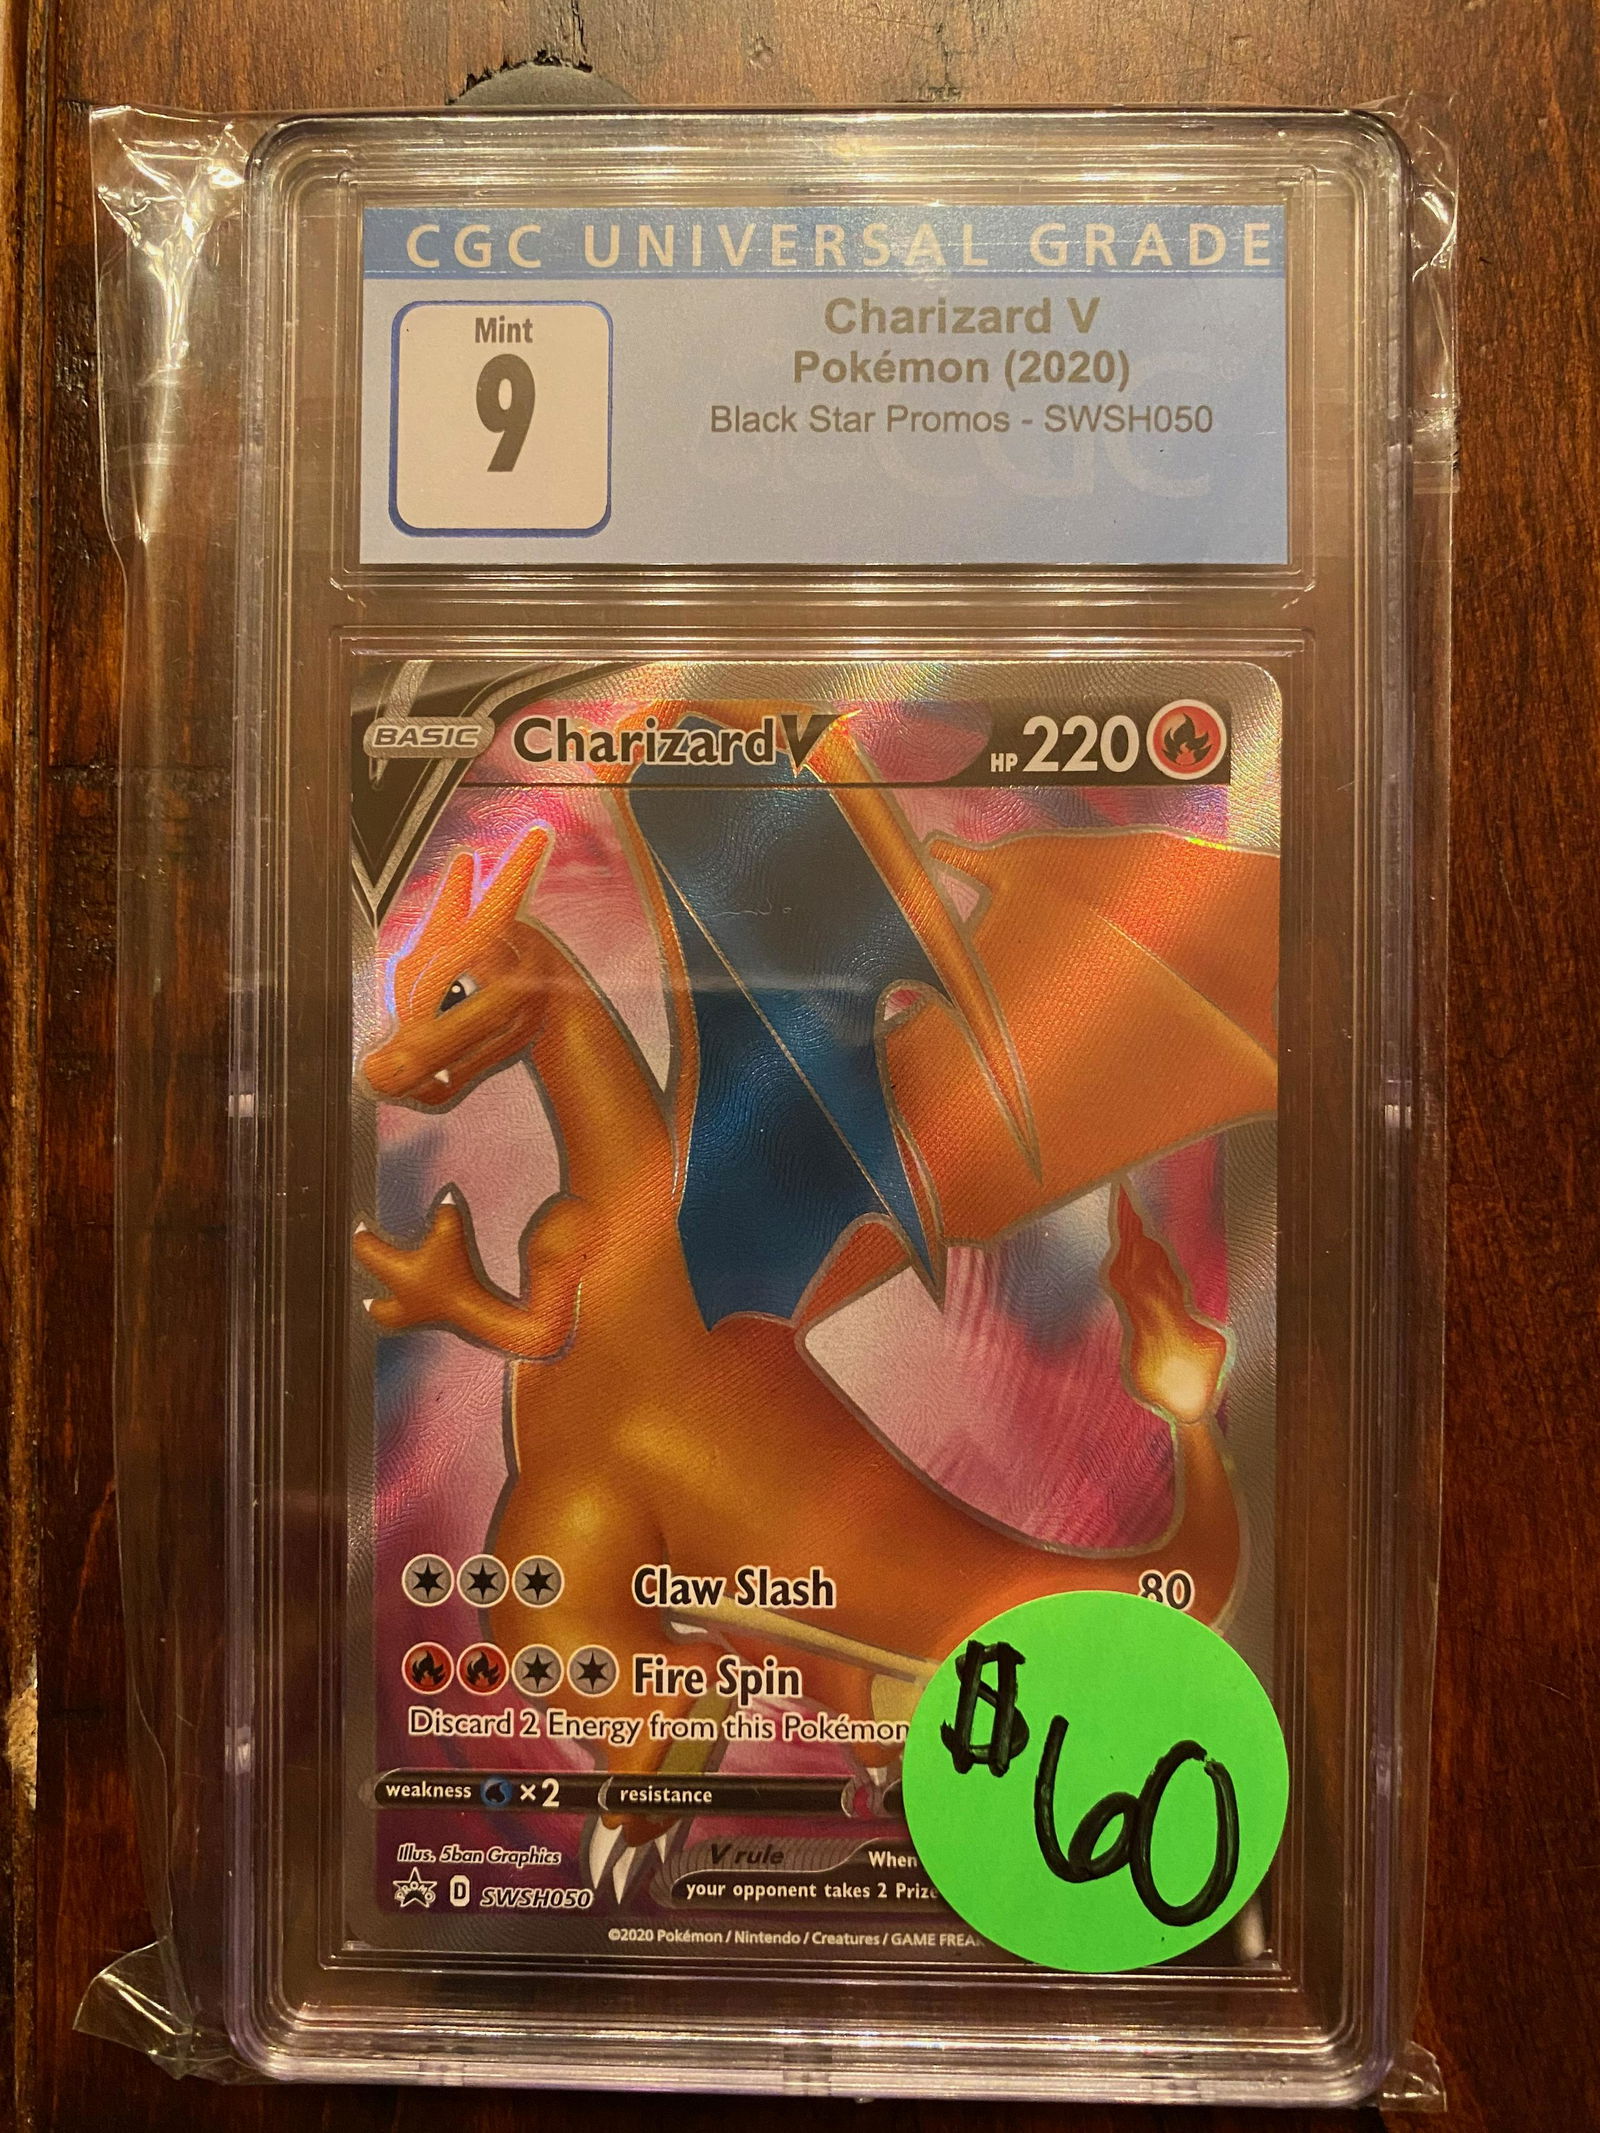 CGC UNIVERSAL GRADE
Mint
9
Charizard V
Pokémon (2020)
Black Star Promos - SWSH050
CGC
BASIC Charizard V HP 220
Claw Slash 80
Fire Spin
Discard 2 Energy from this Pokémon
weakness ×2 resistance
Illus. 5ban Graphics
V rule When
your opponent takes 2 Prize
PROMO D SWSH050
©2020 Pokémon / Nintendo / Creatures / GAME FREAK
$60